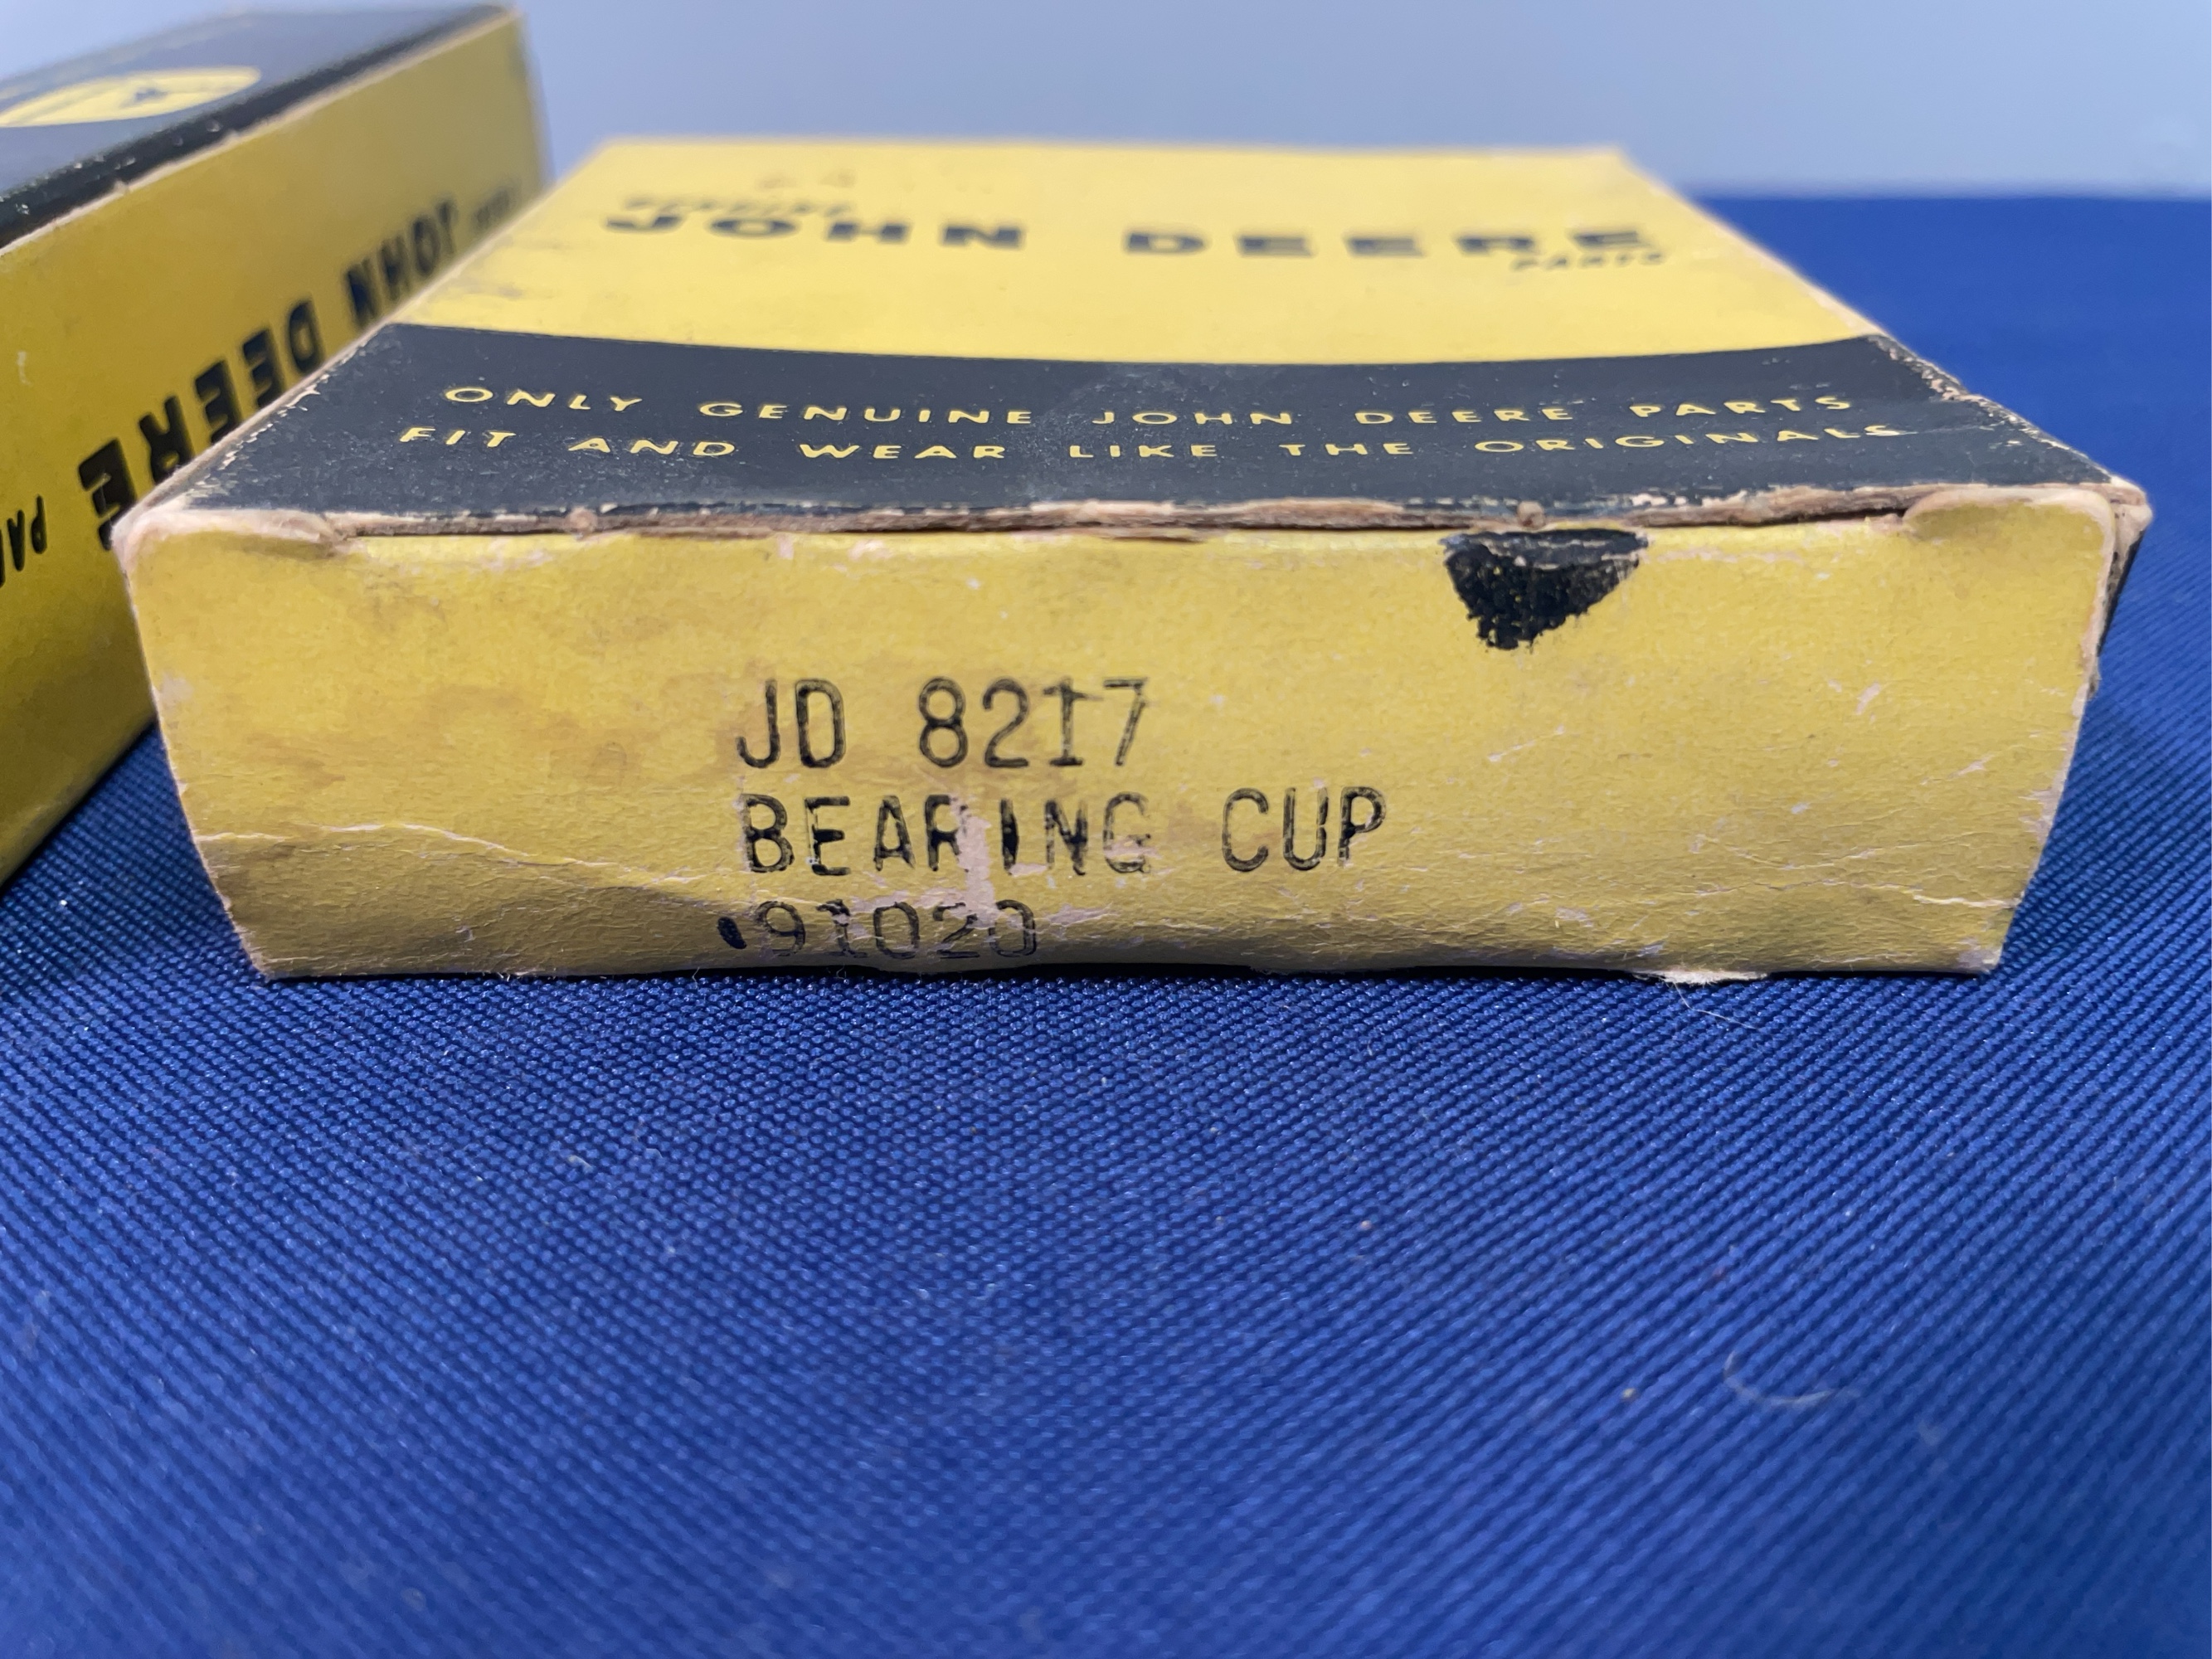 JOHN DEERE
PARTS
ONLY GENUINE JOHN DEERE PARTS
FIT AND WEAR LIKE THE ORIGINALS
JD 8217
BEARING CUP
91020
JOHN DEERE